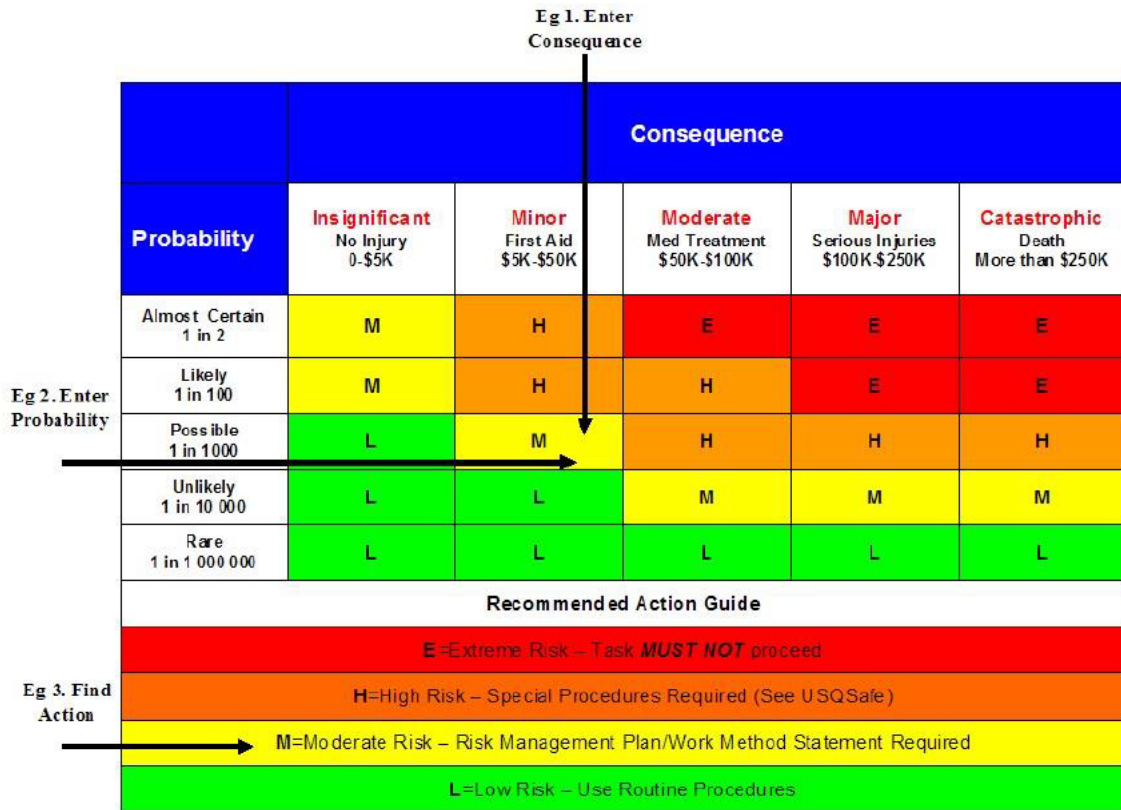 Eg 1. Enter
Consequence
Consequence
Probability
Insignificant
No Injury
0-$5K
Minor
First Aid
$5K-$50K
Moderate
Med Treatment
$50K-$100K
Major
Serious Injuries
$100K-$250K
Catastrophic
Death
More than $250K
Almost Certain
1 in 2
M
H
E
E
E
Eg 2. Enter
Probability
Likely
1 in 100
M
H
H
E
E
Possible
1 in 1000
L
M
H
H
H
Unlikely
1 in 10 000
L
L
M
M
M
Rare
1 in 1 000 000
L
L
L
L
L
Recommended Action Guide
E=Extreme Risk – Task MUST NOT proceed
Eg 3. Find
Action
H=High Risk – Special Procedures Required (See USQSafe)
M=Moderate Risk – Risk Management Plan/Work Method Statement Required
L=Low Risk – Use Routine Procedures